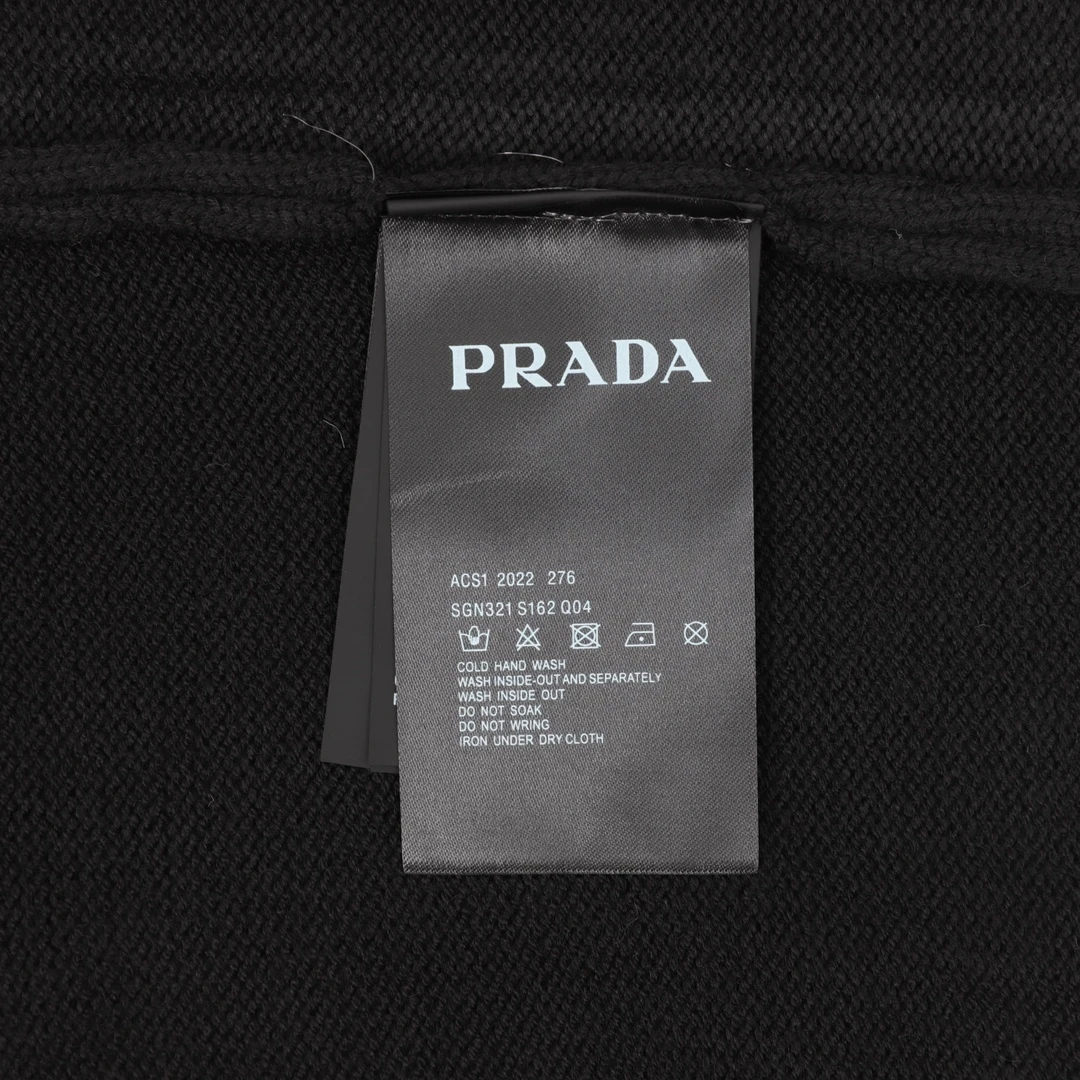 PRADA
ACS1 2022 276
SGN321 S162 Q04
COLD HAND WASH
WASH INSIDE-OUT AND SEPARATELY
WASH INSIDE OUT
DO NOT SOAK
DO NOT WRING
IRON UNDER DRY CLOTH